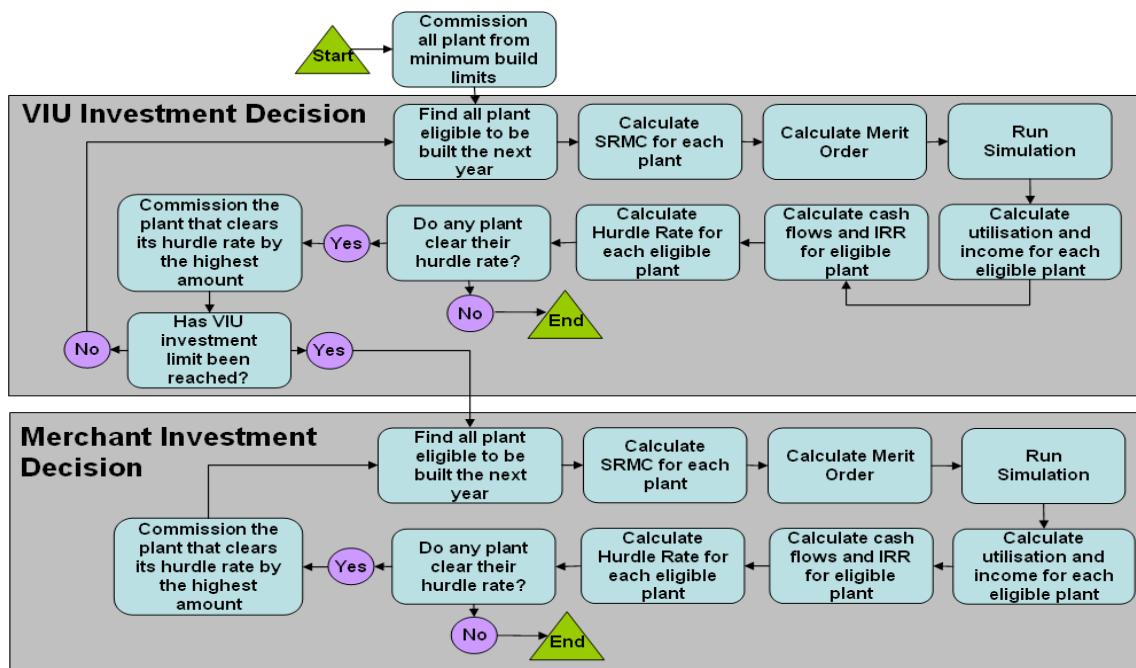 Start
Commission
all plant from
minimum build
limits
VIU Investment Decision
Find all plant
eligible to be
built the next
year
Calculate
SRMC for each
plant
Calculate Merit
Order
Run
Simulation
Calculate
utilisation and
income for each
eligible plant
Calculate cash
flows and IRR
for eligible
plant
Calculate
Hurdle Rate for
each eligible
plant
Do any plant
clear their
hurdle rate?
Yes
No
End
Commission the
plant that clears
its hurdle rate by
the highest
amount
Has VIU
investment
limit been
reached?
No
Yes
Merchant Investment
Decision
Find all plant
eligible to be
built the next
year
Calculate
SRMC for each
plant
Calculate Merit
Order
Run
Simulation
Calculate
utilisation and
income for each
eligible plant
Calculate cash
flows and IRR
for eligible
plant
Calculate
Hurdle Rate for
each eligible
plant
Do any plant
clear their
hurdle rate?
Yes
No
End
Commission the
plant that clears
its hurdle rate by
the highest
amount